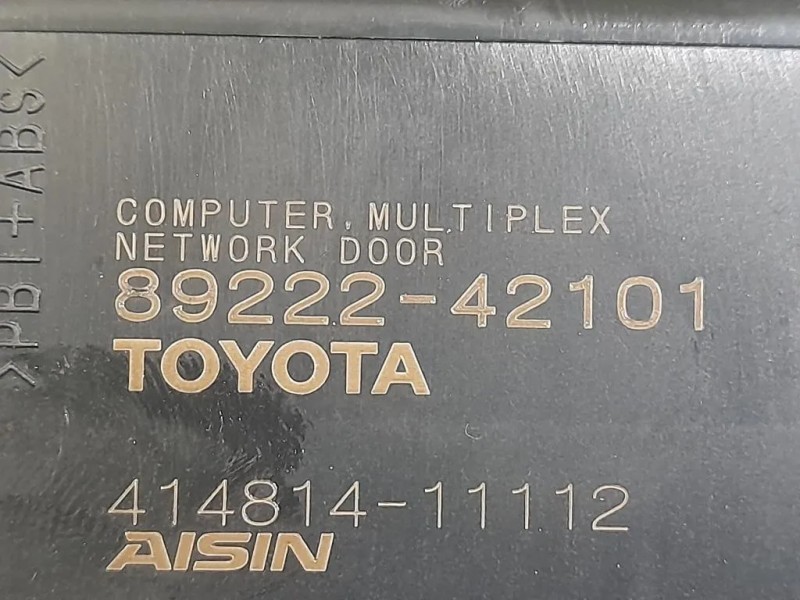 >PBT+ABS<
COMPUTER, MULTIPLEX
NETWORK DOOR
89222-42101
TOYOTA
414814-11112
AISIN